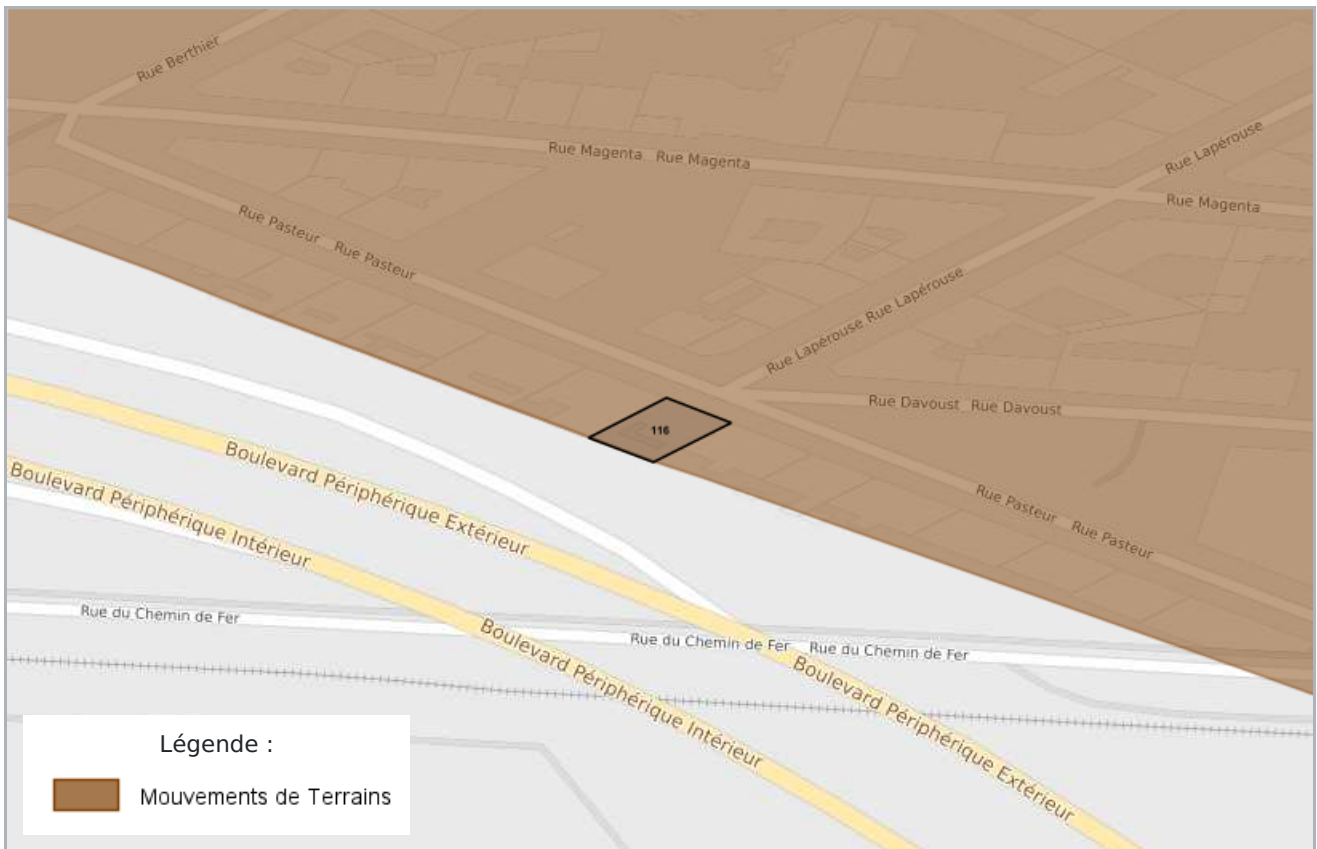 Rue Berthier
Rue Magenta Rue Magenta
Rue Lapérouse
Rue Magenta
Rue Pasteur Rue Pasteur
Rue Lapérouse Rue Lapérouse
Rue Davoust Rue Davoust
116
Boulevard Périphérique Extérieur
Boulevard Périphérique Intérieur
Rue Pasteur Rue Pasteur
Rue du Chemin de Fer
Rue du Chemin de Fer Rue du Chemin de Fer
Boulevard Périphérique Intérieur
Boulevard Périphérique Extérieur
Légende :
Mouvements de Terrains